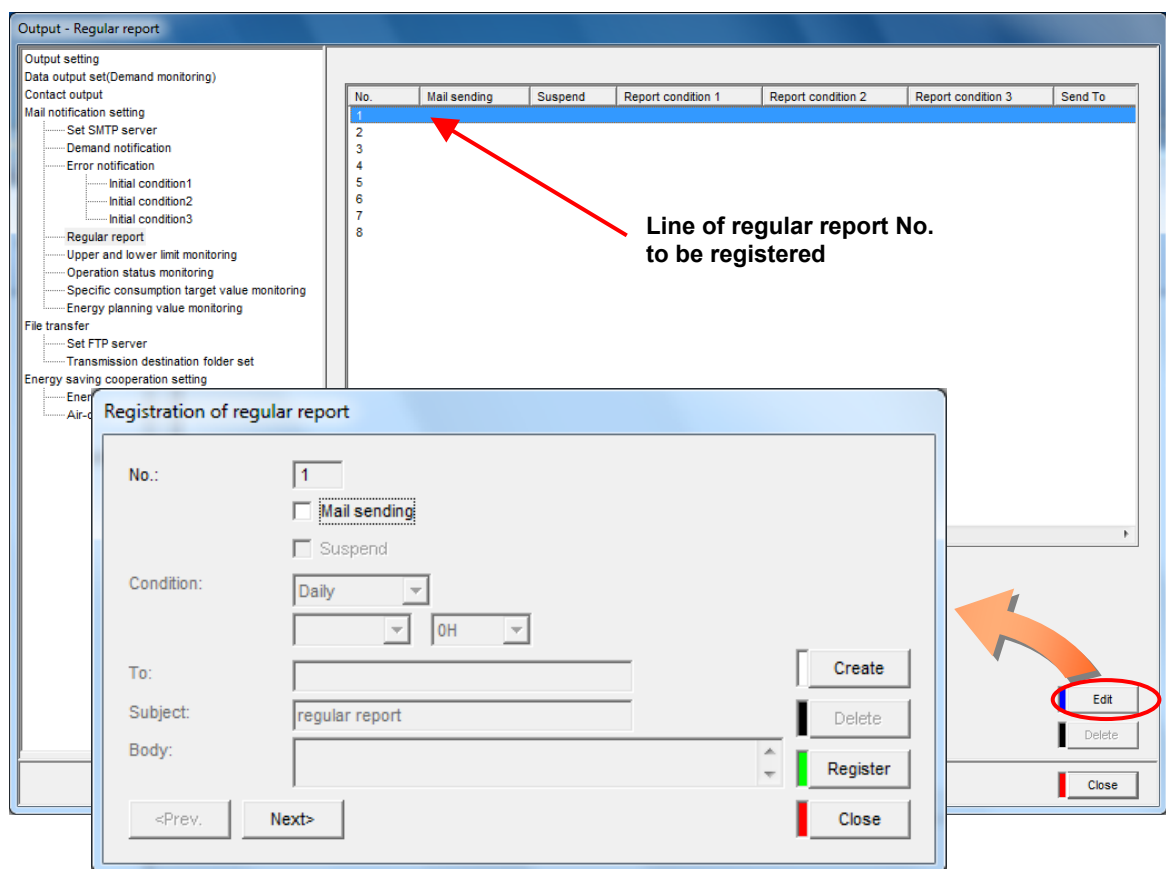 Output - Regular report
Output setting
Data output set(Demand monitoring)
Contact output
Mail notification setting
Set SMTP server
Demand notification
Error notification
Initial condition1
Initial condition2
Initial condition3
Regular report
Upper and lower limit monitoring
Operation status monitoring
Specific consumption target value monitoring
Energy planning value monitoring
File transfer
Set FTP server
Transmission destination folder set
Energy saving cooperation setting
No. Mail sending Suspend Report condition 1 Report condition 2 Report condition 3 Send To
1
2
3
4
5
6
7
8
Line of regular report No.
to be registered
Edit
Delete
Close
Registration of regular report
No.: 1
Mail sending
Suspend
Condition: Daily
0H
To:
Subject: regular report
Body:
Create
Delete
Register
Close
<Prev. Next>